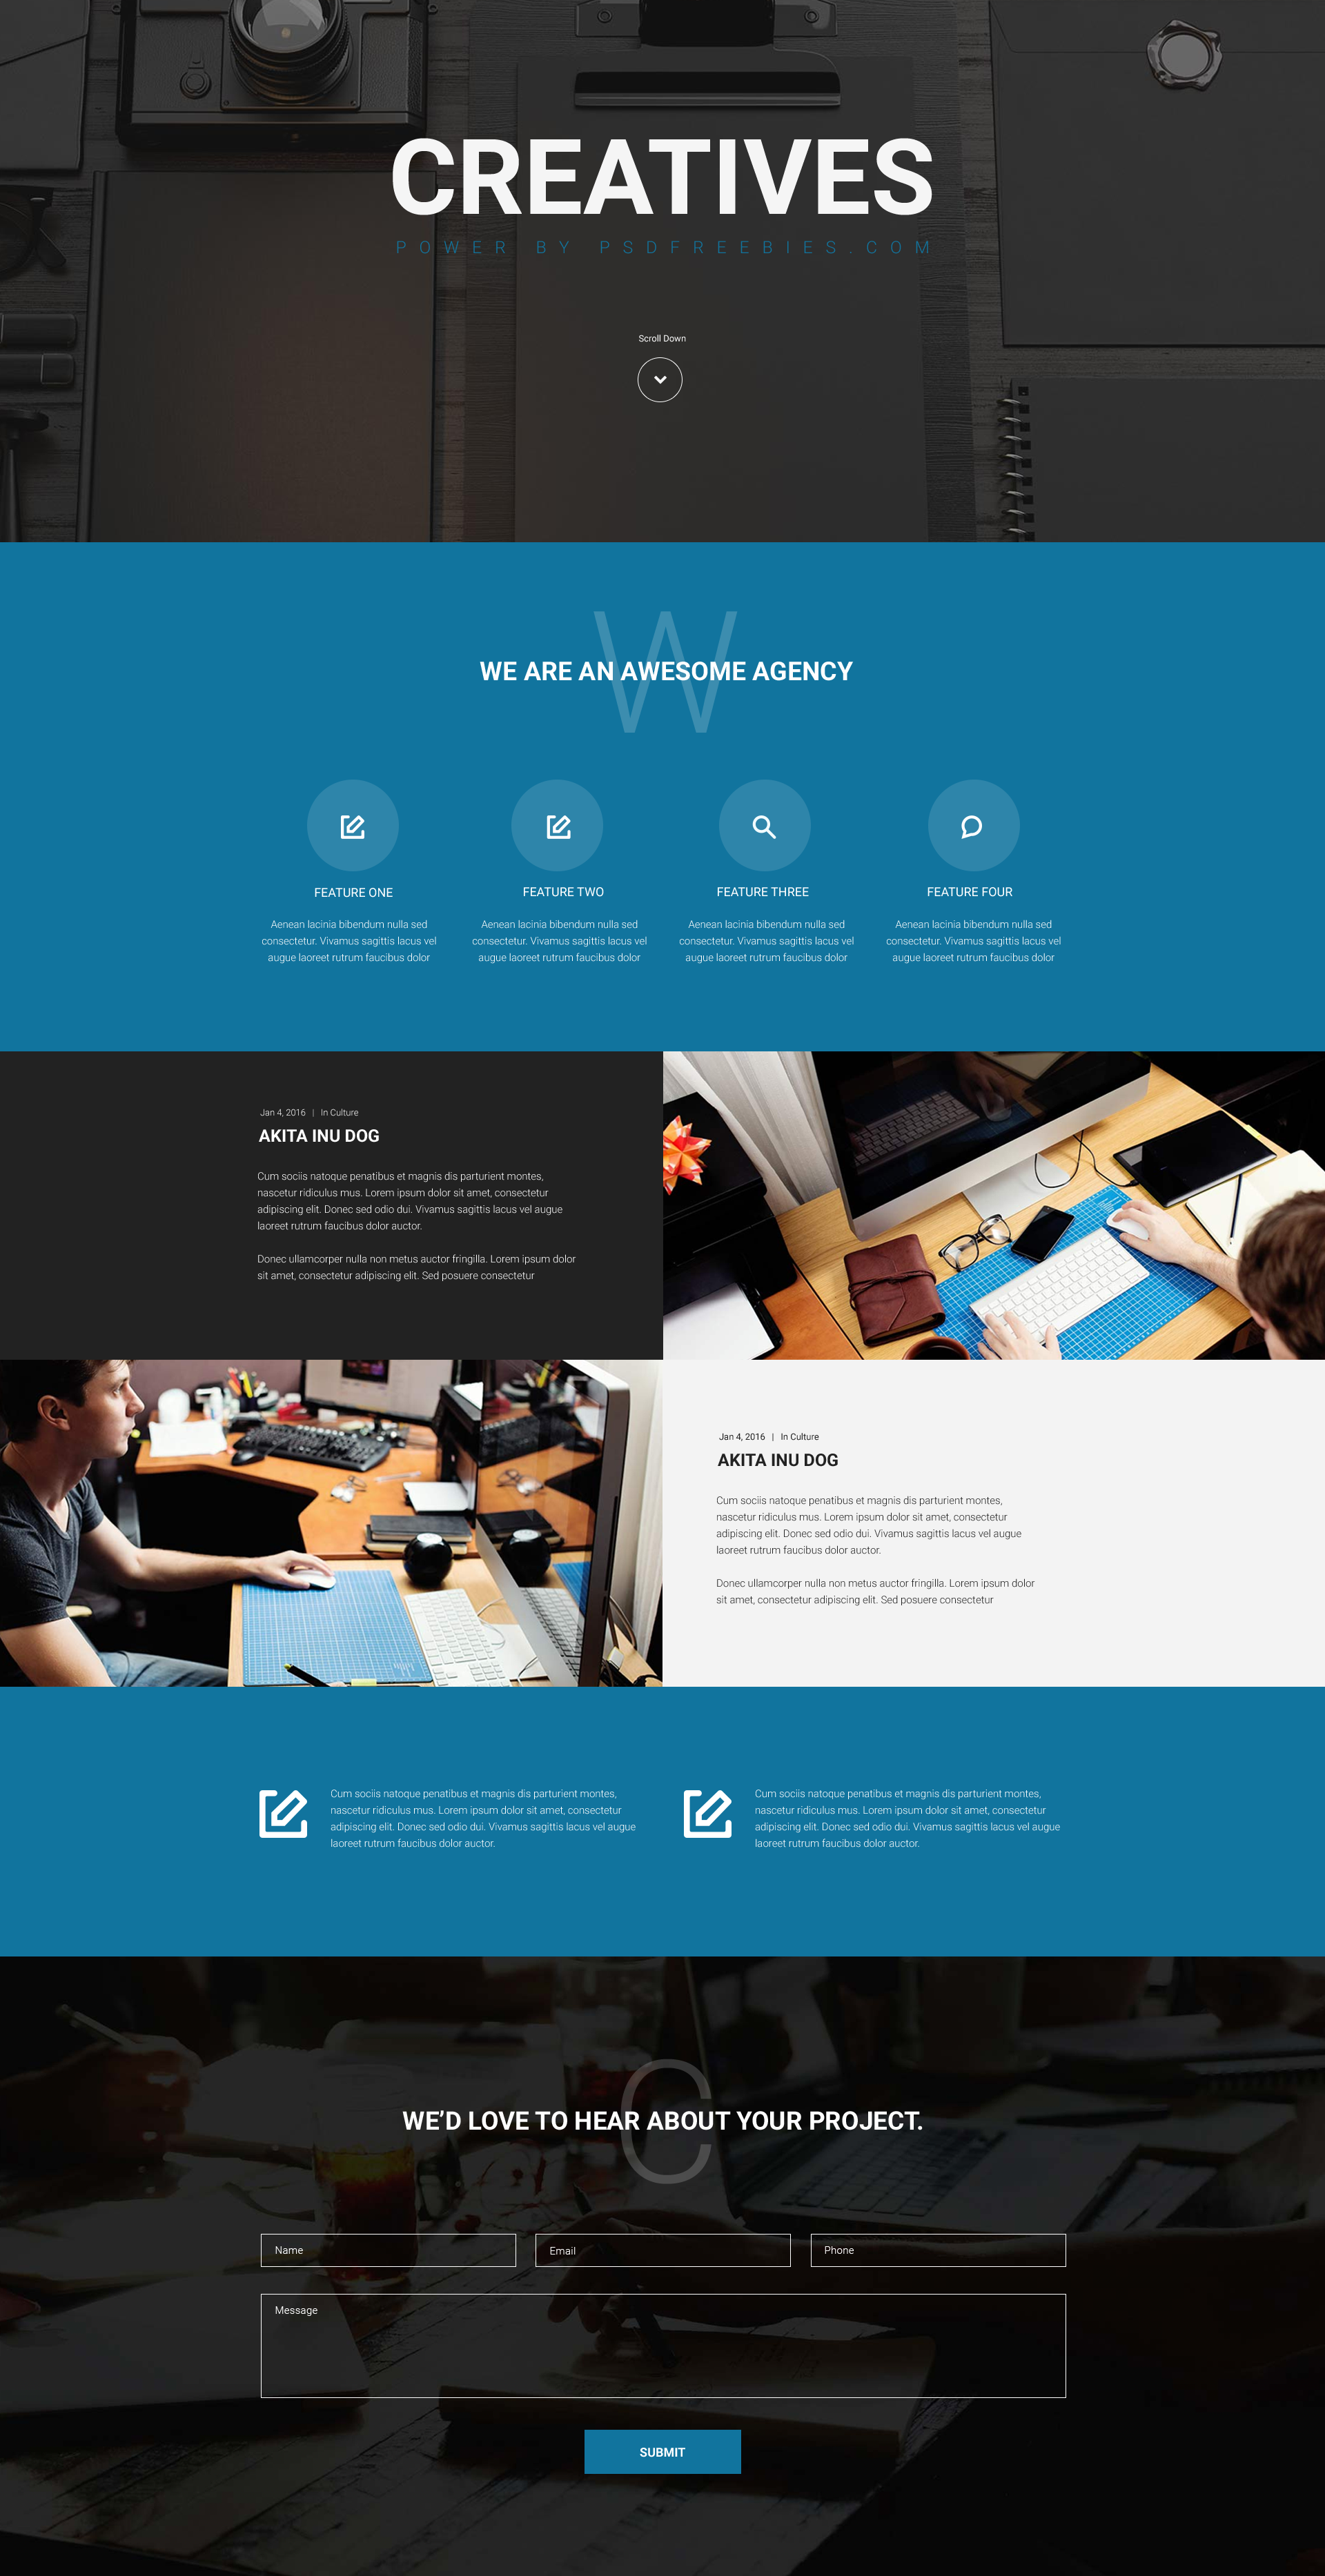 CREATIVES
POWER BY PSDFREEBIES.COM
Scroll Down
W
WE ARE AN AWESOME AGENCY
FEATURE ONE
Aenean lacinia bibendum nulla sed
consectetur. Vivamus sagittis lacus vel
augue laoreet rutrum faucibus dolor
FEATURE TWO
Aenean lacinia bibendum nulla sed
consectetur. Vivamus sagittis lacus vel
augue laoreet rutrum faucibus dolor
FEATURE THREE
Aenean lacinia bibendum nulla sed
consectetur. Vivamus sagittis lacus vel
augue laoreet rutrum faucibus dolor
FEATURE FOUR
Aenean lacinia bibendum nulla sed
consectetur. Vivamus sagittis lacus vel
augue laoreet rutrum faucibus dolor
Jan 4, 2016 | In Culture
AKITA INU DOG
Cum sociis natoque penatibus et magnis dis parturient montes,
nascetur ridiculus mus. Lorem ipsum dolor sit amet, consectetur
adipiscing elit. Donec sed odio dui. Vivamus sagittis lacus vel augue
laoreet rutrum faucibus dolor auctor.
Donec ullamcorper nulla non metus auctor fringilla. Lorem ipsum dolor
sit amet, consectetur adipiscing elit. Sed posuere consectetur
Jan 4, 2016 | In Culture
AKITA INU DOG
Cum sociis natoque penatibus et magnis dis parturient montes,
nascetur ridiculus mus. Lorem ipsum dolor sit amet, consectetur
adipiscing elit. Donec sed odio dui. Vivamus sagittis lacus vel augue
laoreet rutrum faucibus dolor auctor.
Donec ullamcorper nulla non metus auctor fringilla. Lorem ipsum dolor
sit amet, consectetur adipiscing elit. Sed posuere consectetur
Cum sociis natoque penatibus et magnis dis parturient montes,
nascetur ridiculus mus. Lorem ipsum dolor sit amet, consectetur
adipiscing elit. Donec sed odio dui. Vivamus sagittis lacus vel augue
laoreet rutrum faucibus dolor auctor.
Cum sociis natoque penatibus et magnis dis parturient montes,
nascetur ridiculus mus. Lorem ipsum dolor sit amet, consectetur
adipiscing elit. Donec sed odio dui. Vivamus sagittis lacus vel augue
laoreet rutrum faucibus dolor auctor.
C
WE’D LOVE TO HEAR ABOUT YOUR PROJECT.
Name
Email
Phone
Message
SUBMIT